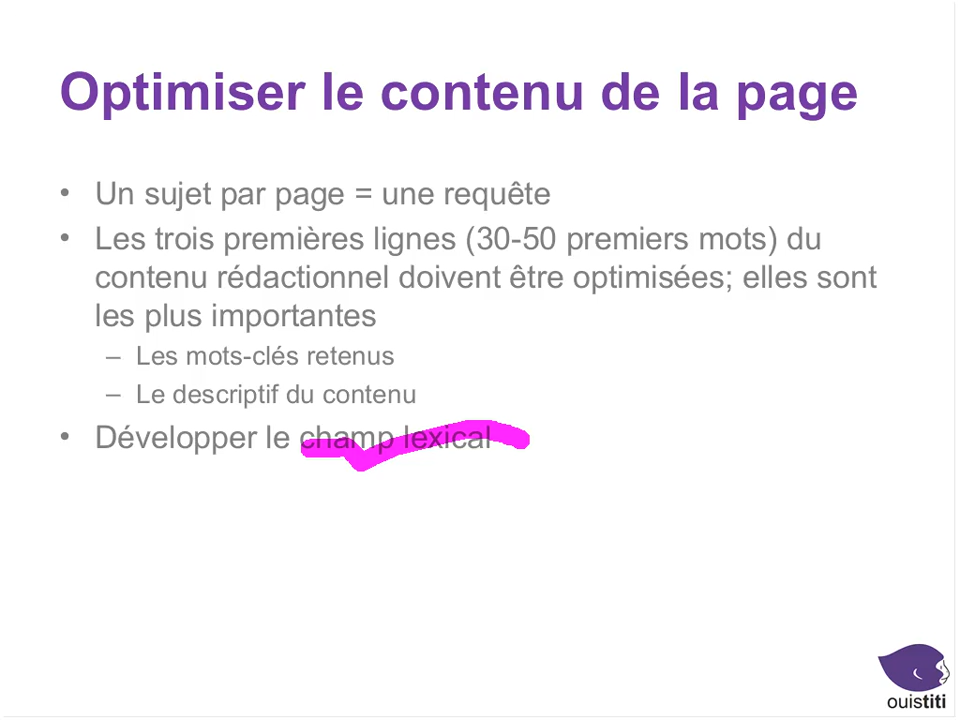 Optimiser le contenu de la page
• Un sujet par page = une requête
• Les trois premières lignes (30-50 premiers mots) du
contenu rédactionnel doivent être optimisées; elles sont
les plus importantes
– Les mots-clés retenus
– Le descriptif du contenu
• Développer le champ lexical
ouistiti